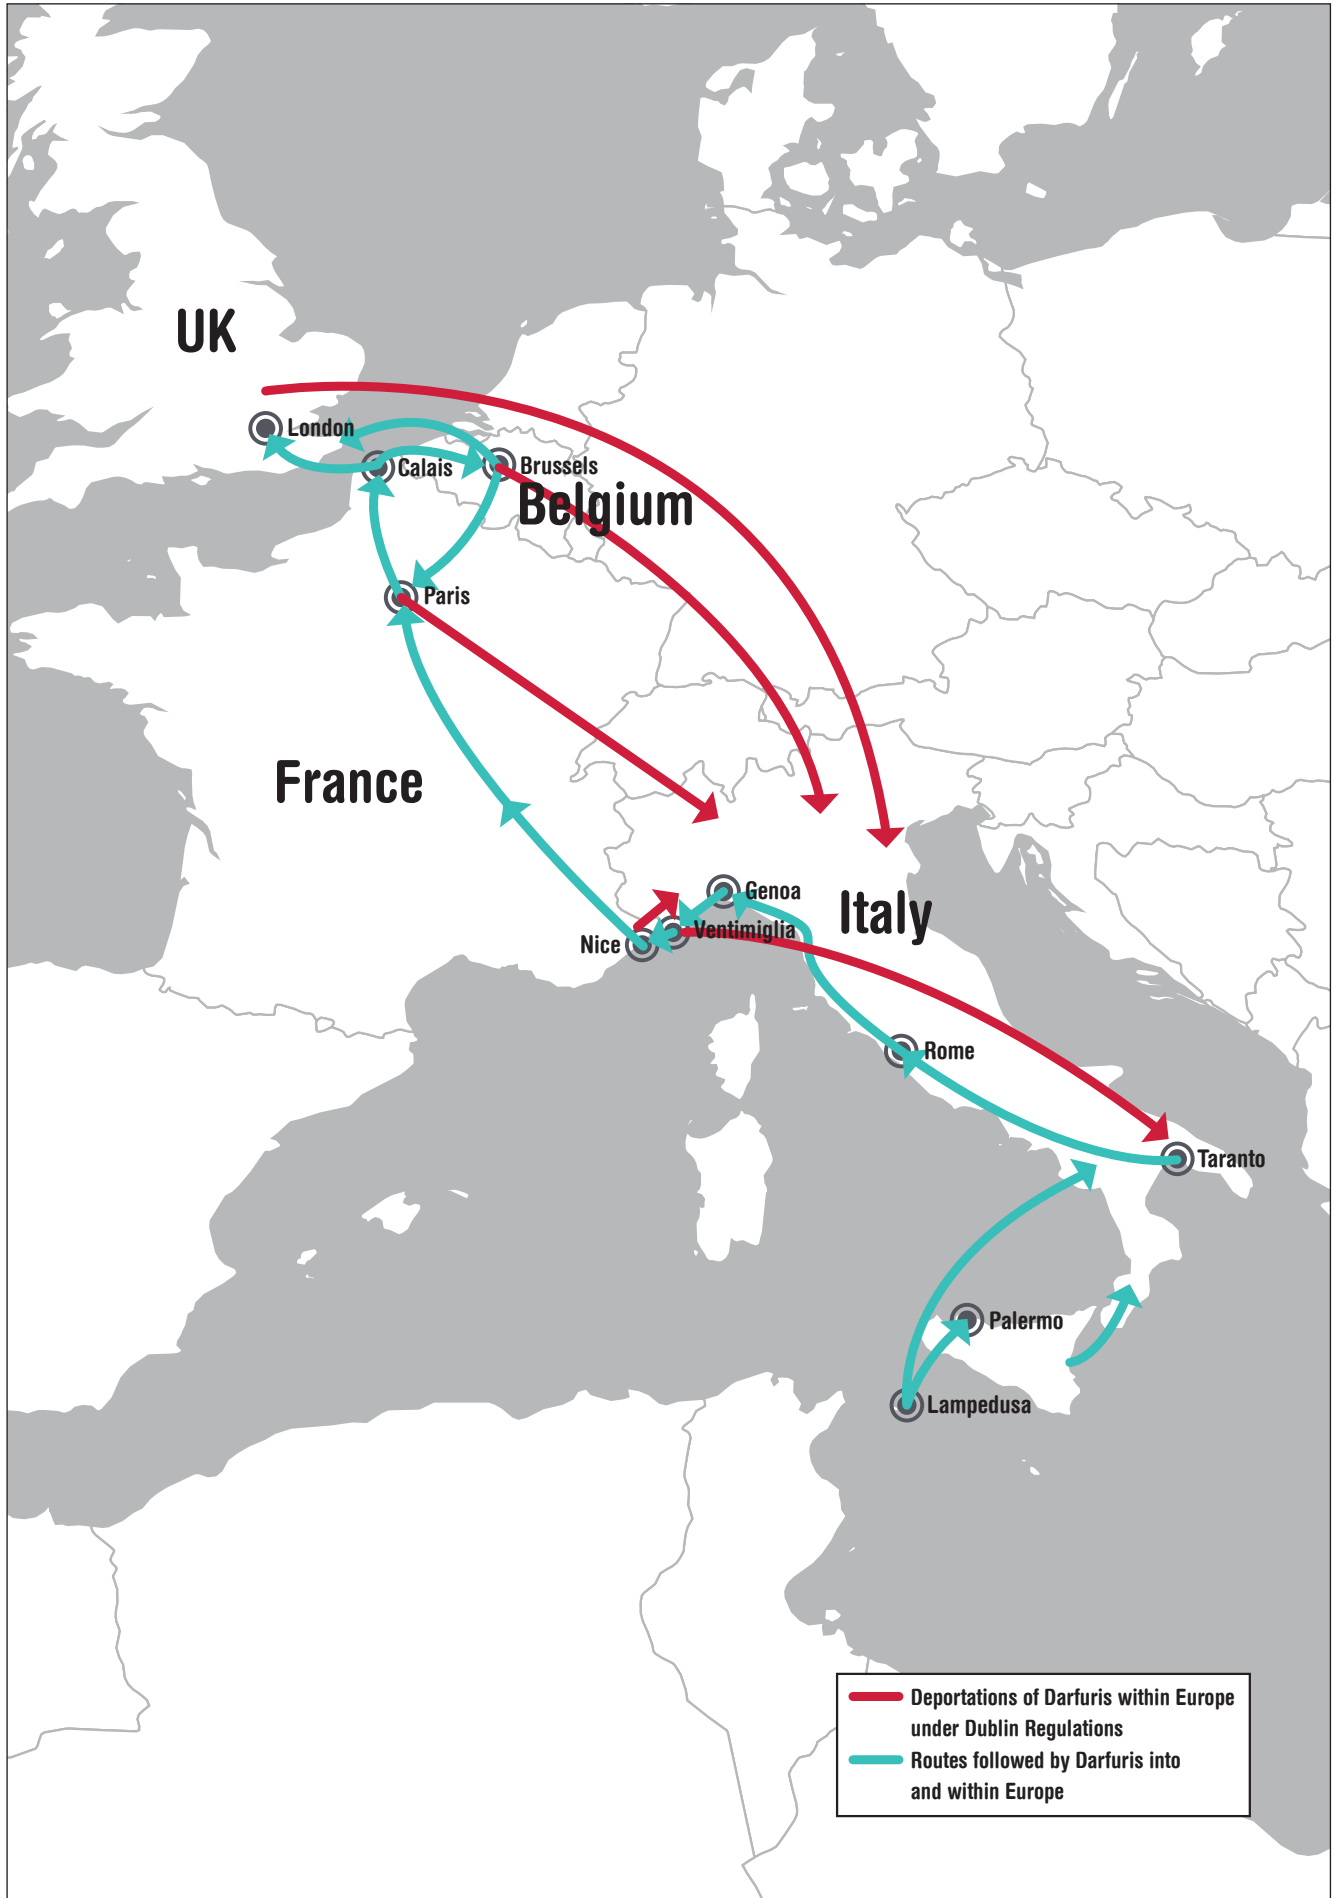 UK
London
Calais
Brussels
Belgium
Paris
France
Genoa
Italy
Ventimiglia
Nice
Rome
Taranto
Palermo
Lampedusa
Deportations of Darfuris within Europe
under Dublin Regulations
Routes followed by Darfuris into
and within Europe